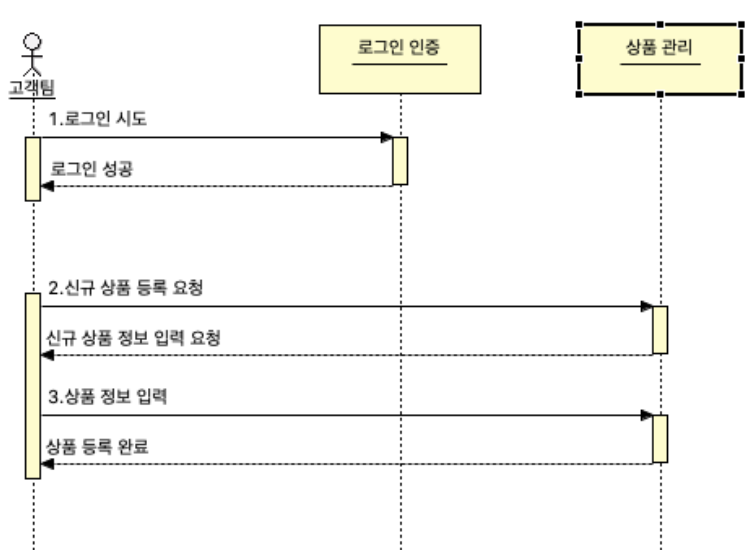 고객팀
로그인 인증
상품 관리
1.로그인 시도
로그인 성공
2.신규 상품 등록 요청
신규 상품 정보 입력 요청
3.상품 정보 입력
상품 등록 완료